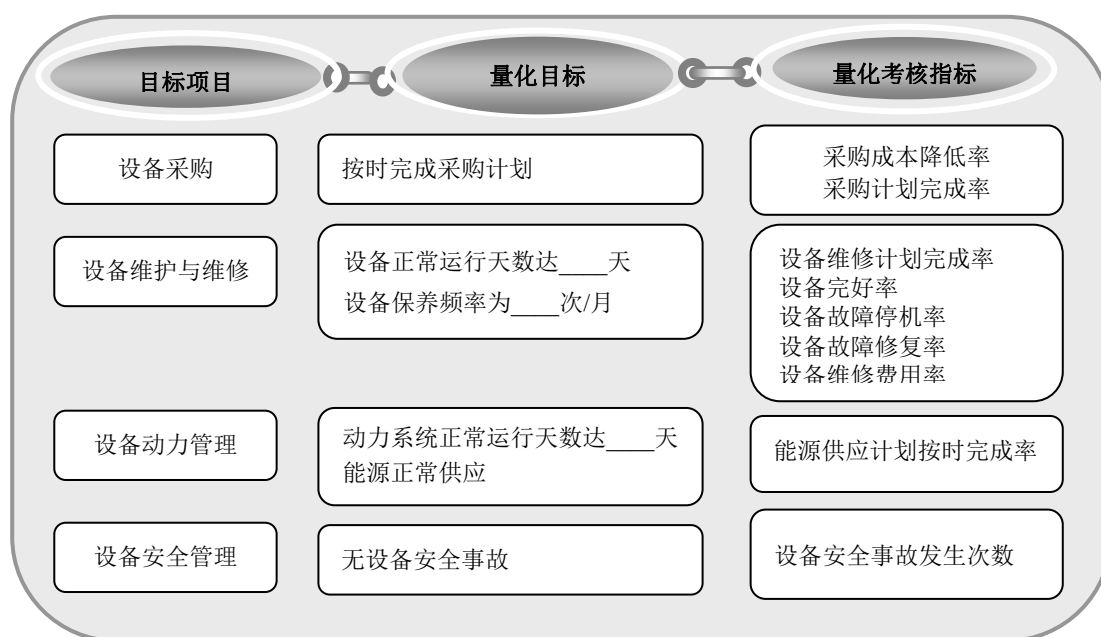 目标项目
量化目标
量化考核指标
设备采购
按时完成采购计划
采购成本降低率
采购计划完成率
设备维护与维修
设备正常运行天数达____天
设备保养频率为____次/月
设备维修计划完成率
设备完好率
设备故障停机率
设备故障修复率
设备维修费用率
设备动力管理
动力系统正常运行天数达____天
能源正常供应
能源供应计划按时完成率
设备安全管理
无设备安全事故
设备安全事故发生次数